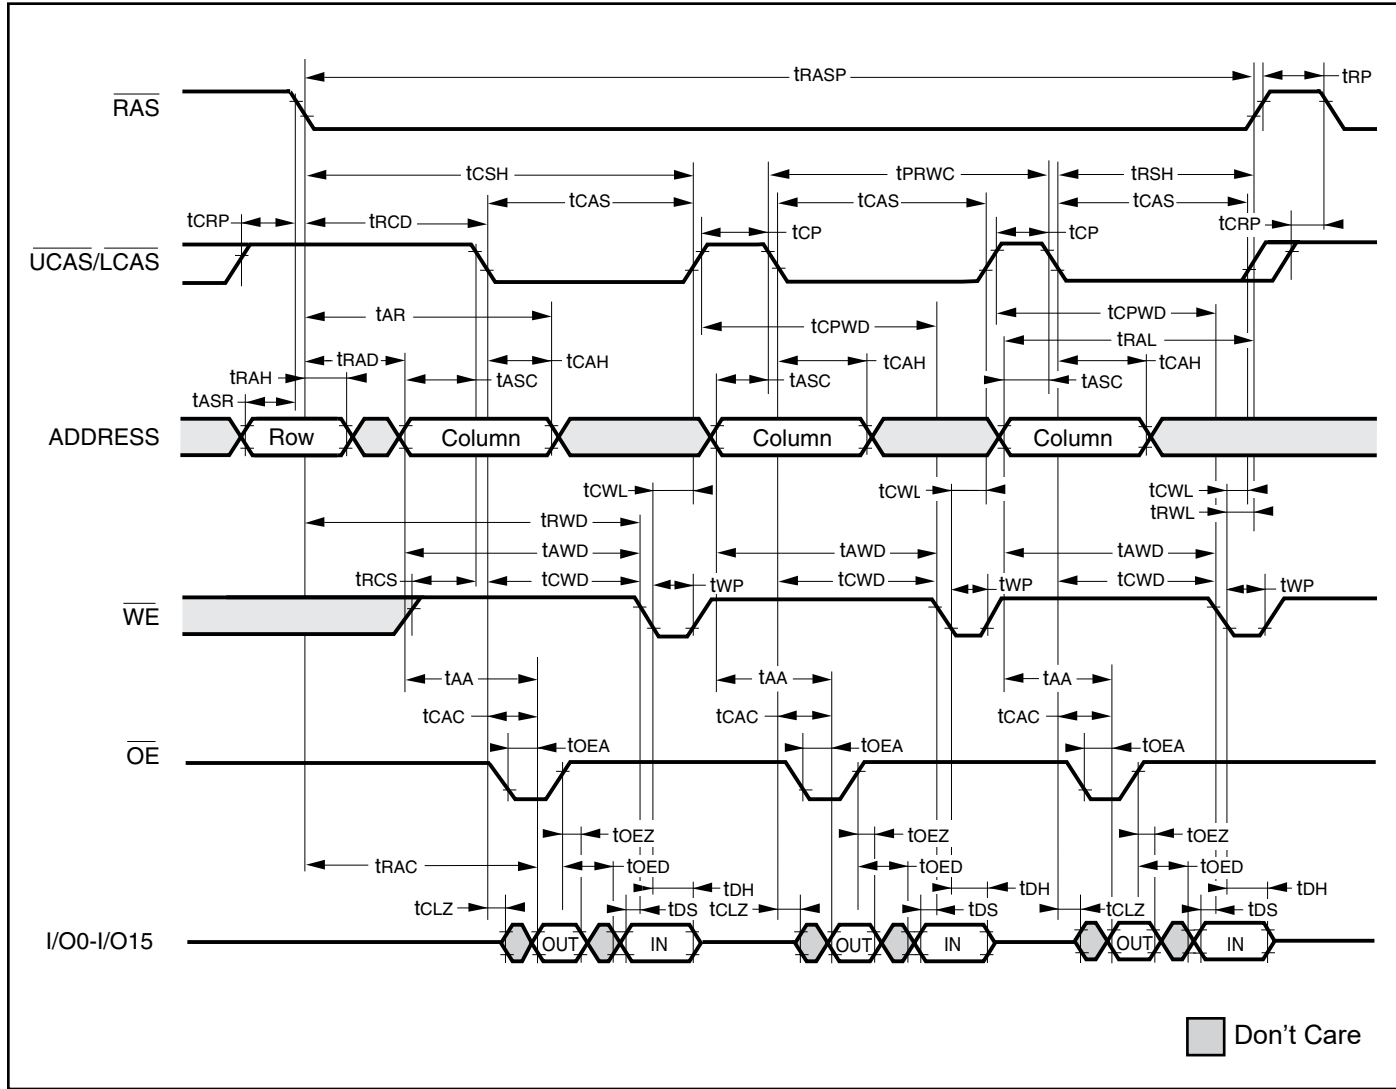 tRASP tRP
RAS
tCSH tPRWC tRSH
tCAS tCAS tCAS
tCRP tRCD tCP tCP tCRP
UCAS/LCAS
tAR tCPWD tCPWD
tRAL
tRAD tCAH tCAH tCAH
tRAH tASC tASC tASC
tASR
ADDRESS Row Column Column Column
tCWL tCWL tCWL
tRWD tRWL
tAWD tAWD tAWD
tRCS tCWD tWP tCWD tWP tCWD tWP
WE
tAA tAA tAA
tCAC tCAC tCAC
tOEA tOEA tOEA
OE
tOEZ tOEZ tOEZ
tRAC tOED tOED tOED
tDH tDH tDH
tCLZ tDS tCLZ tDS tCLZ tDS
I/O0-I/O15 OUT IN OUT IN OUT IN
Don't Care